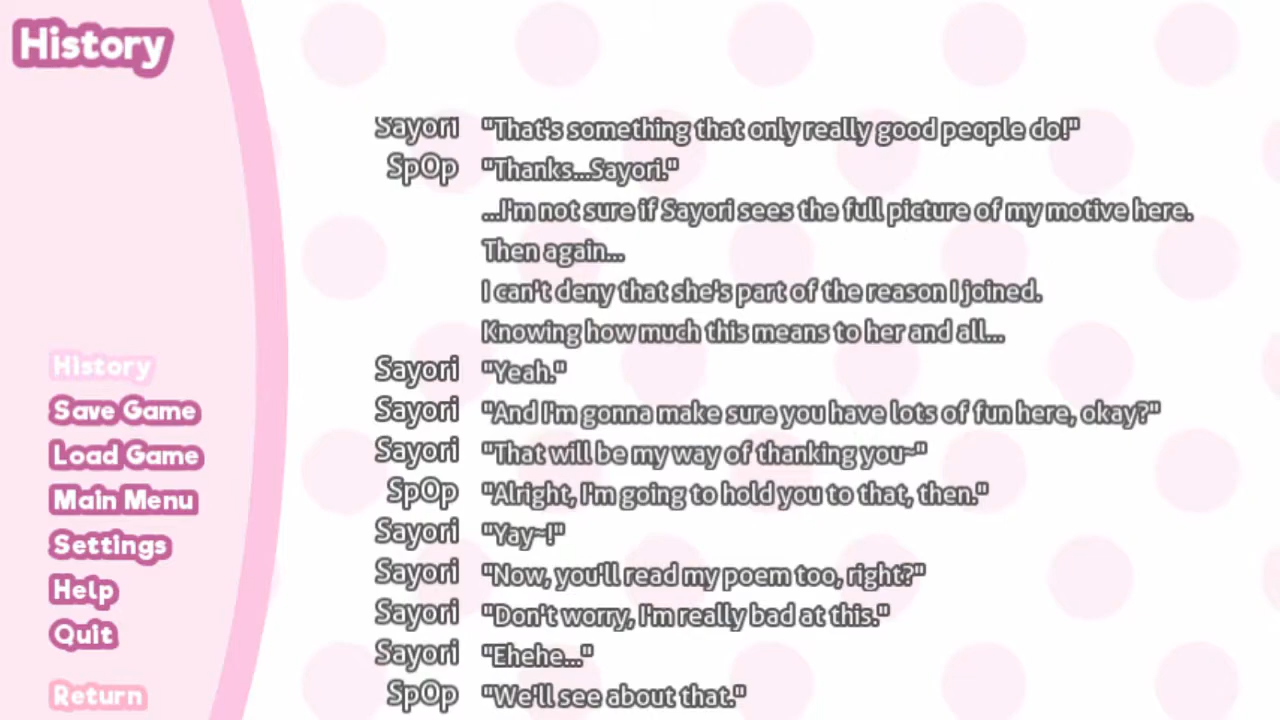 History
Sayori "That's something that only really good people do!"
SpOp "Thanks...Sayori."
...I'm not sure if Sayori sees the full picture of my motive here.
Then again...
I can't deny that she's part of the reason I joined.
Knowing how much this means to her and all...
Sayori "Yeah."
Sayori "And I'm gonna make sure you have lots of fun here, okay?"
Sayori "That will be my way of thanking you~"
SpOp "Alright, I'm going to hold you to that, then."
Sayori "Yay~!"
Sayori "Now, you'll read my poem too, right?"
Sayori "Don't worry, I'm really bad at this."
Sayori "Ehehe..."
SpOp "We'll see about that."
History
Save Game
Load Game
Main Menu
Settings
Help
Quit
Return